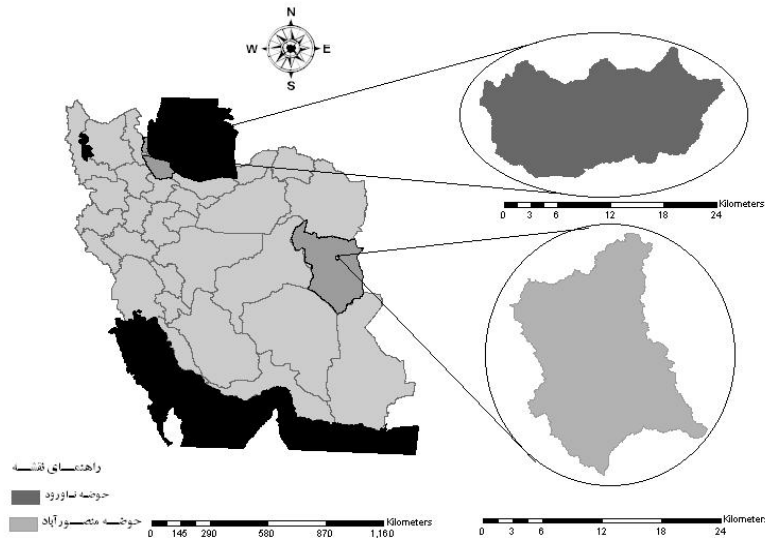 N
W E
S
Kilometers
0 3 6 12 18 24
راهنمای نقشه
حوضه ناورود
حوضه منصورآباد
Kilometers
0 145 290 580 870 1,160
Kilometers
0 3 6 12 18 24